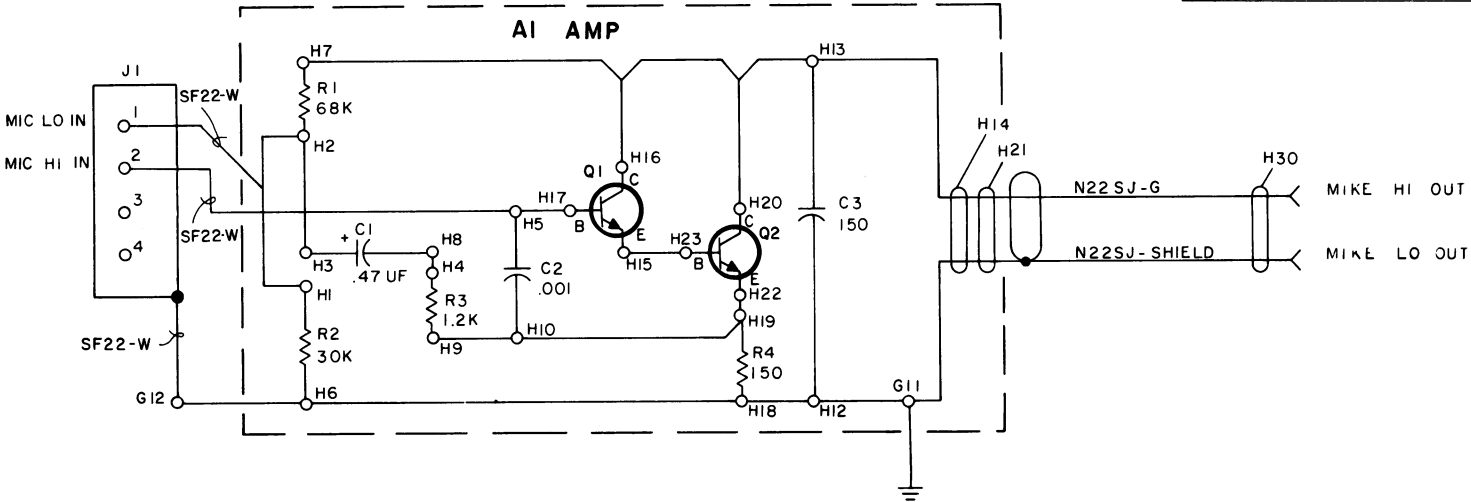 A1 AMP
J1
MIC LO IN
1
SF22-W
MIC HI IN
2
3
4
SF22-W
SF22-W
G12
H7
R1
68K
H2
H3
+ C1
.47 UF
H8
H4
H1
R3
1.2K
H9
R2
30K
H6
H5
C2
.001
H10
H17
Q1
B
C
E
H16
H15
H23
B
H20
C
Q2
E
H22
H19
R4
150
H18
H13
C3
150
H12
G11
H14
H21
N22SJ-G
N22SJ-SHIELD
H30
MIKE HI OUT
MIKE LO OUT